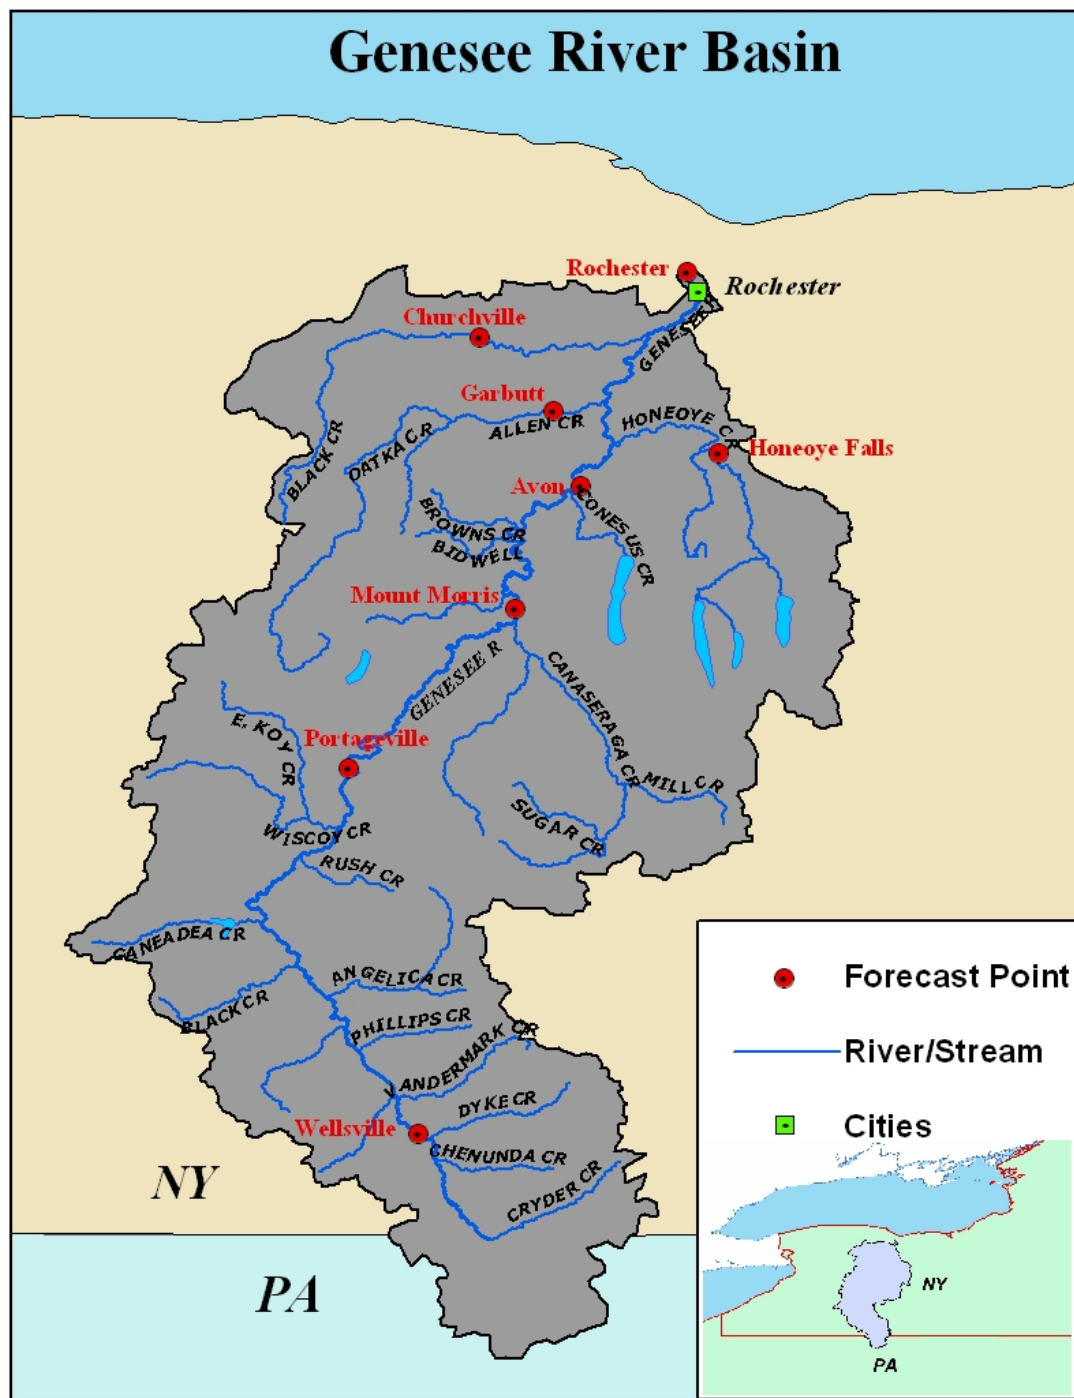 Genesee River Basin
Rochester
Rochester
Churchville
GENESEE R
Garbutt
HONEOYE CR
ALLEN CR
BLACK CR
OATKA CR
Honeoye Falls
Avon
CONESUS CR
BROWNS CR
BIDWELL
Mount Morris
GENESEE R
CANASERAGA CR
E. KOY CR
Portageville
MILL CR
SUGAR CR
WISCOY CR
RUSH CR
CANEADEA CR
ANGELICA CR
BLACK CR
PHILLIPS CR
VANDERMARK CR
DYKE CR
Wellsville
CHENUNDA CR
CRYDER CR
NY
PA
Forecast Point
River/Stream
Cities
NY
PA